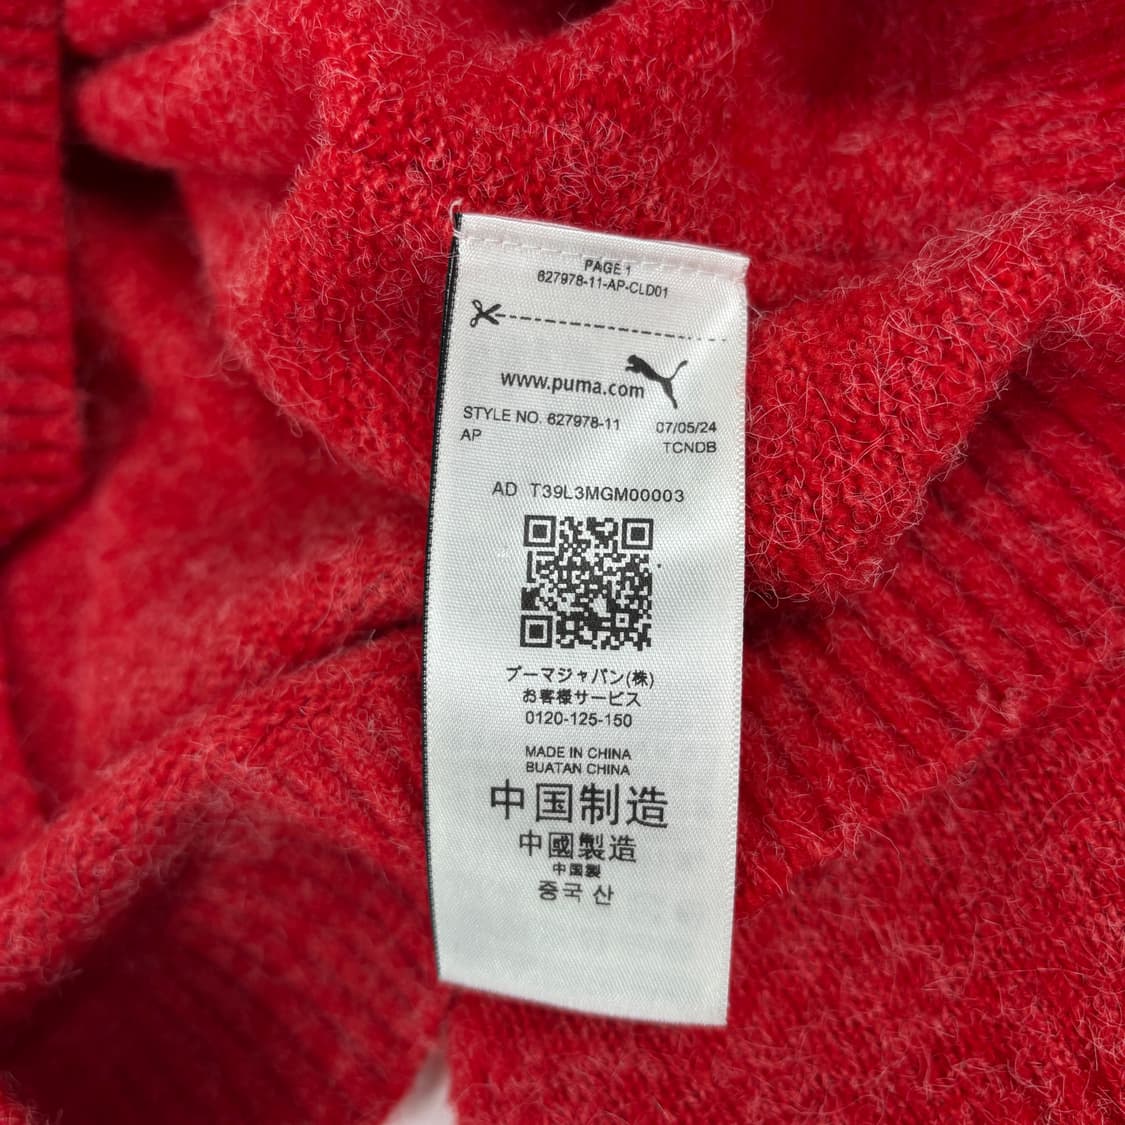 PAGE 1
627978-11-AP-CLD01
www.puma.com
STYLE NO. 627978-11 07/05/24
AP TCNDB
AD T39L3MGM00003
プーマジャパン(株)
お客様サービス
0120-125-150
MADE IN CHINA
BUATAN CHINA
中国制造
中國製造
中国製
중국 산